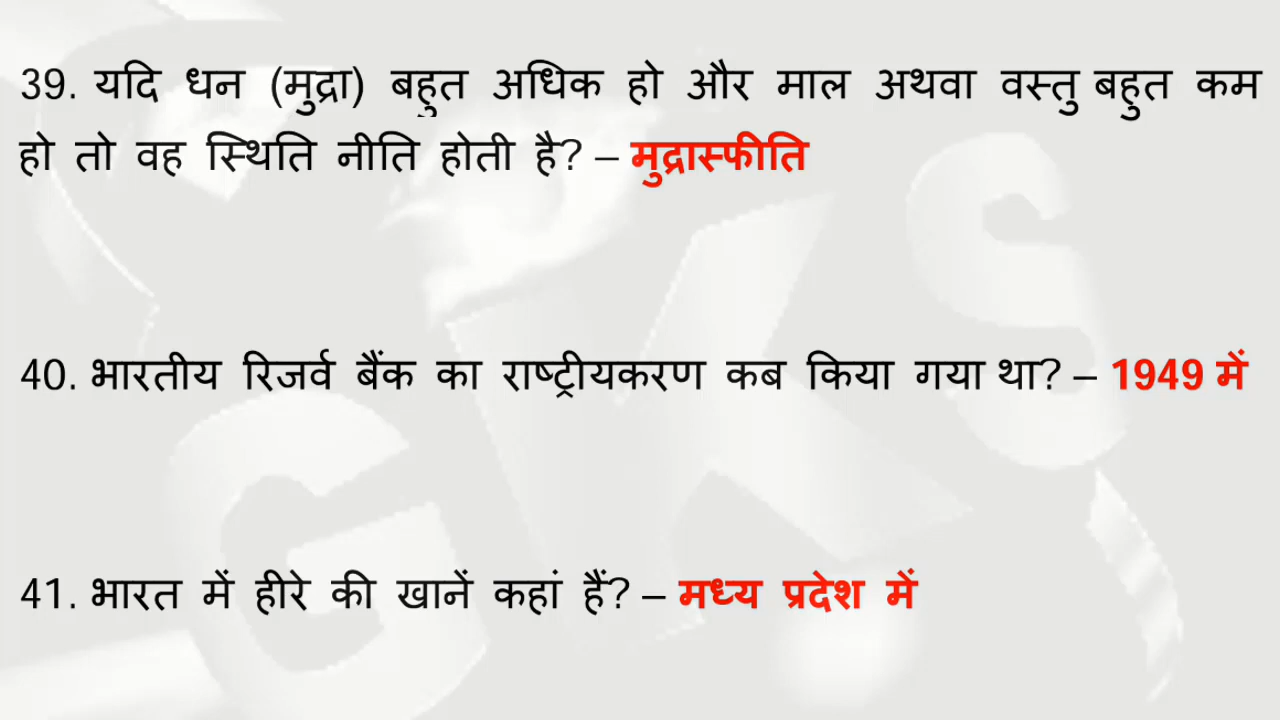 39. यदि धन (मुद्रा) बहुत अधिक हो और माल अथवा वस्तु बहुत कम
हो तो वह स्थिति नीति होती है? – मुद्रास्फीति
40. भारतीय रिजर्व बैंक का राष्ट्रीयकरण कब किया गया था? – 1949 में
41. भारत में हीरे की खानें कहां हैं? – मध्य प्रदेश में